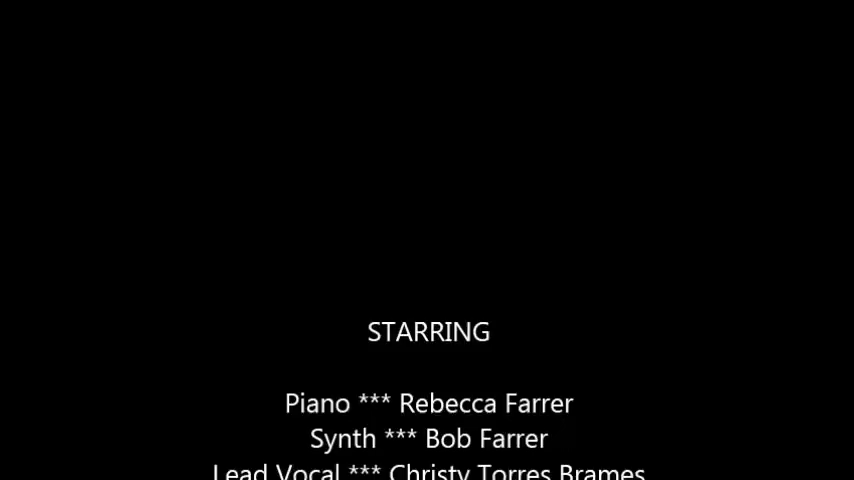 STARRING
Piano *** Rebecca Farrer
Synth *** Bob Farrer
Lead Vocal *** Christy Torres Brames